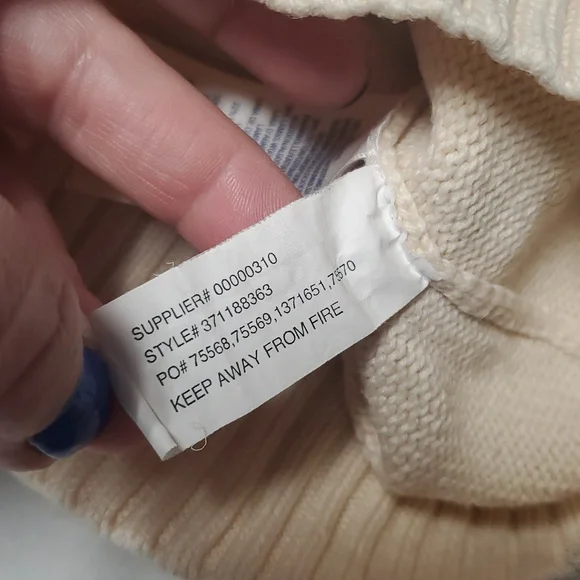 SUPPLIER# 00000310
STYLE# 371188363
PO# 75568,75569,1371651,7570
KEEP AWAY FROM FIRE